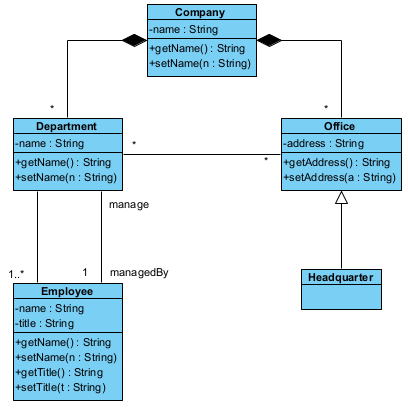 Company
-name : String
+getName() : String
+setName(n : String)
*
*
Department
-name : String
+getName() : String
+setName(n : String)
*
*
Office
-address : String
+getAddress() : String
+setAddress(a : String)
manage
1..*
1
managedBy
Headquarter
Employee
-name : String
-title : String
+getName() : String
+setName(n : String)
+getTitle() : String
+setTitle(t : String)